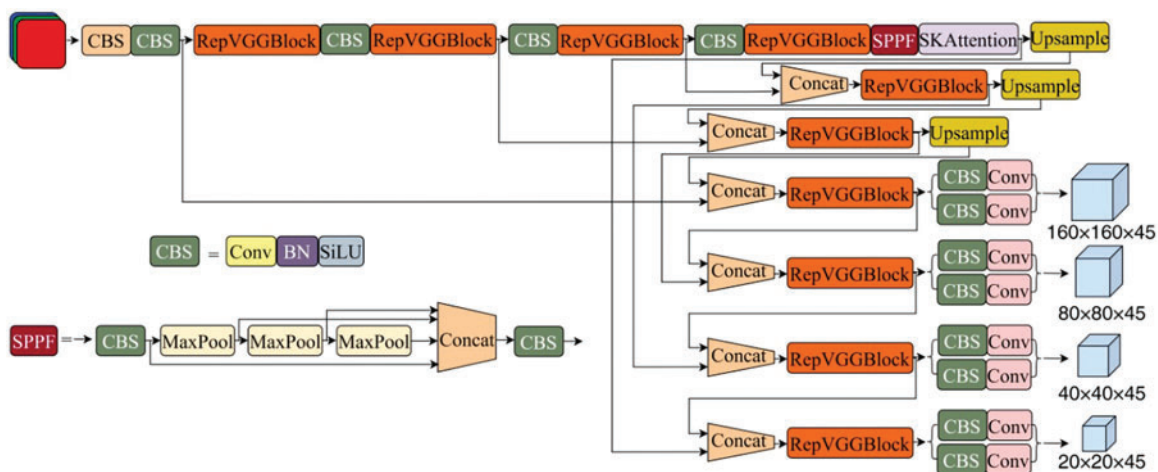 CBS CBS RepVGGBlock CBS RepVGGBlock CBS RepVGGBlock CBS RepVGGBlock SPPF SKAttention Upsample
Concat RepVGGBlock Upsample
Concat RepVGGBlock Upsample
CBS Conv
Concat RepVGGBlock
CBS Conv
160×160×45
CBS = Conv BN SiLU
CBS Conv
Concat RepVGGBlock
CBS Conv
80×80×45
SPPF = CBS MaxPool MaxPool MaxPool Concat CBS
CBS Conv
Concat RepVGGBlock
CBS Conv
40×40×45
CBS Conv
Concat RepVGGBlock
CBS Conv
20×20×45